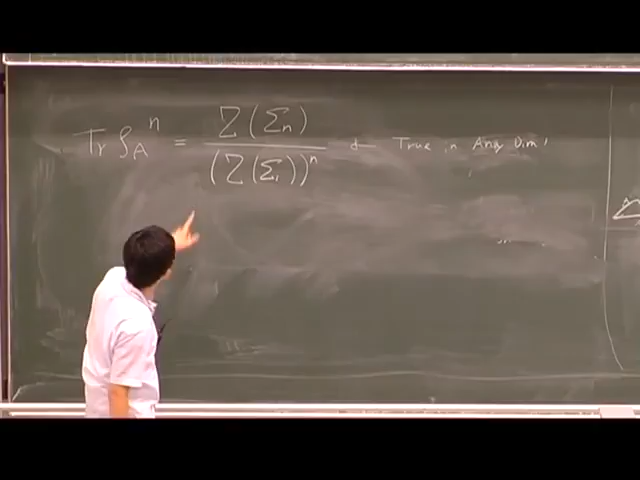 Tr ρ_A^n = Z(Σ_n) / (Z(Σ_1))^n ← True in Any Dim!